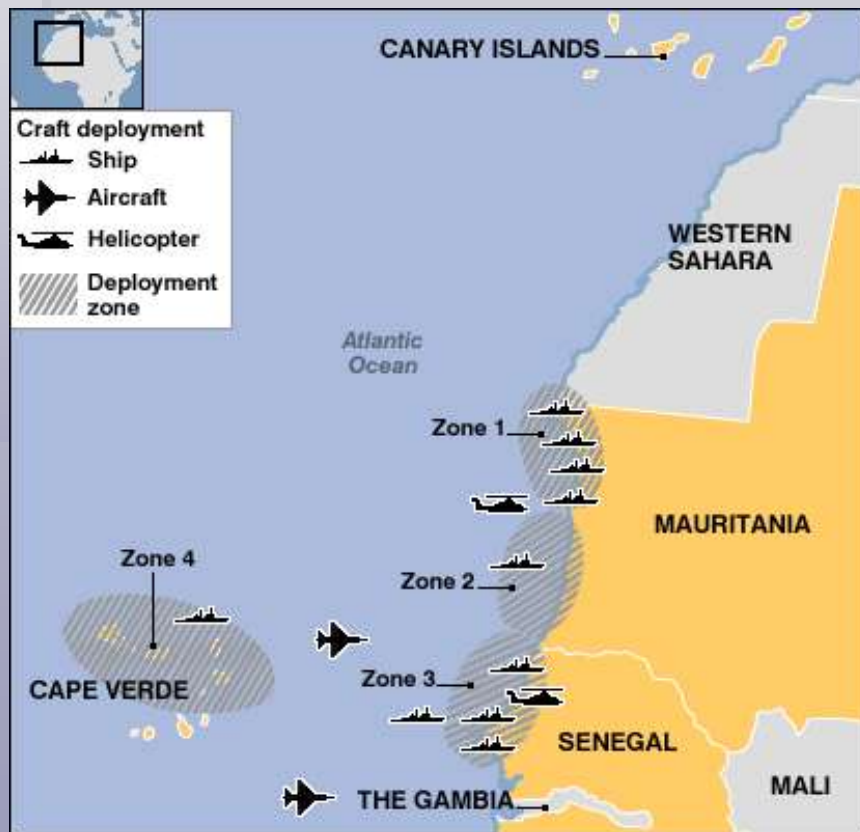 CANARY ISLANDS
Craft deployment
Ship
Aircraft
Helicopter
Deployment
zone
WESTERN
SAHARA
Atlantic
Ocean
Zone 1
MAURITANIA
Zone 4
Zone 2
Zone 3
CAPE VERDE
SENEGAL
MALI
THE GAMBIA